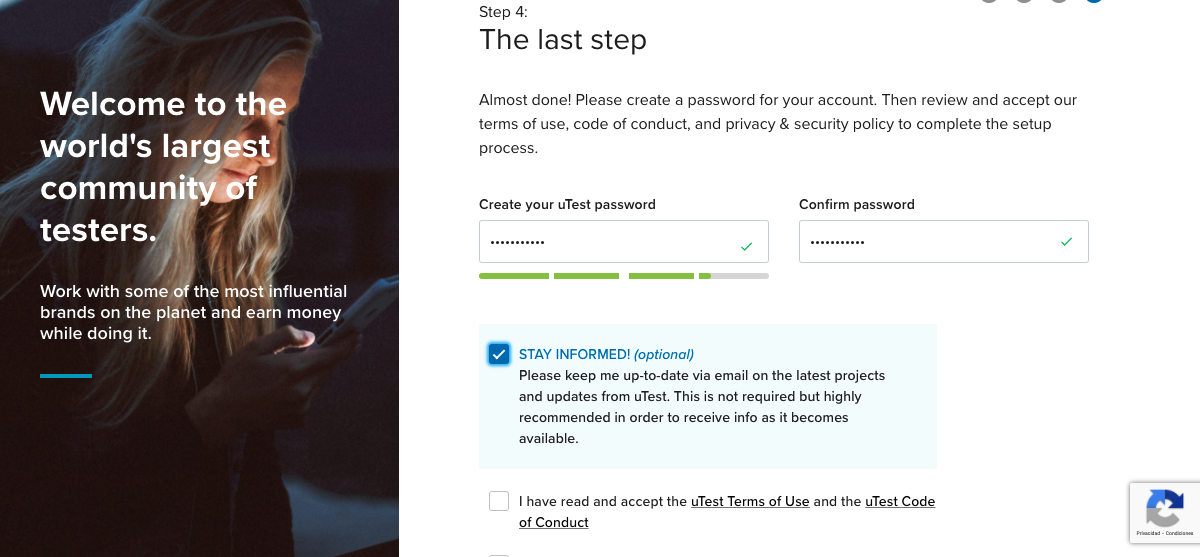 Welcome to the
world's largest
community of
testers.
Work with some of the most influential
brands on the planet and earn money
while doing it.
Step 4:
The last step
Almost done! Please create a password for your account. Then review and accept our
terms of use, code of conduct, and privacy & security policy to complete the setup
process.
Create your uTest password
Confirm password
•••••••••••
•••••••••••
STAY INFORMED! (optional)
Please keep me up-to-date via email on the latest projects
and updates from uTest. This is not required but highly
recommended in order to receive info as it becomes
available.
I have read and accept the uTest Terms of Use and the uTest Code
of Conduct
Privacidad - Condiciones